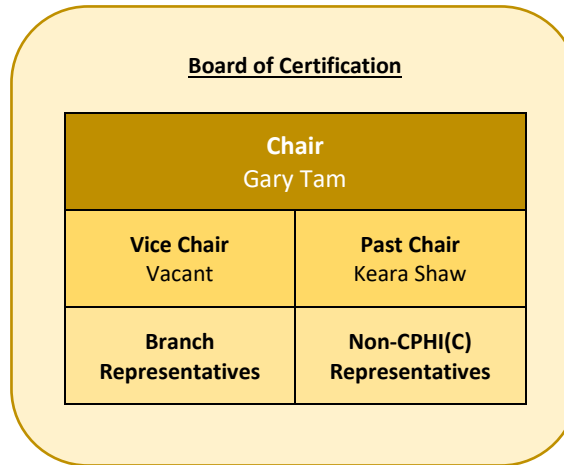 Board of Certification
Chair
Gary Tam
Vice Chair
Vacant
Past Chair
Keara Shaw
Branch
Representatives
Non-CPHI(C)
Representatives